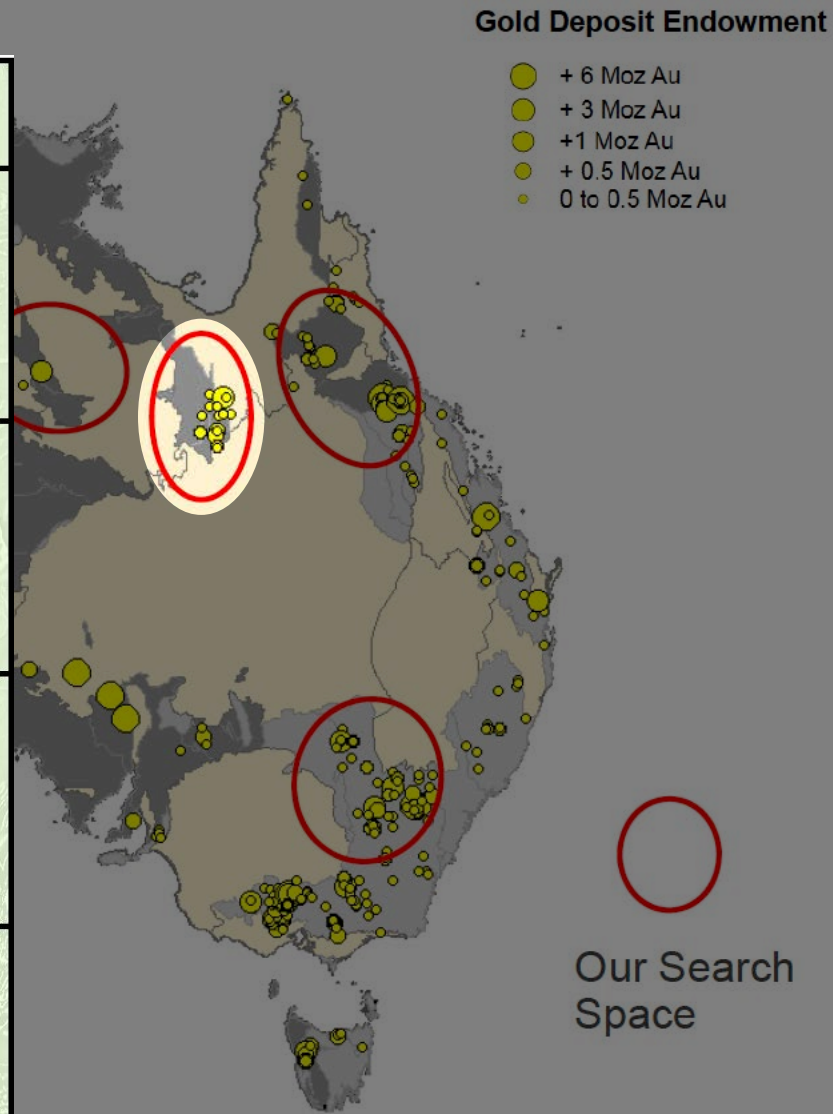 Gold Deposit Endowment
+ 6 Moz Au
+ 3 Moz Au
+1 Moz Au
+ 0.5 Moz Au
0 to 0.5 Moz Au
Our Search
Space